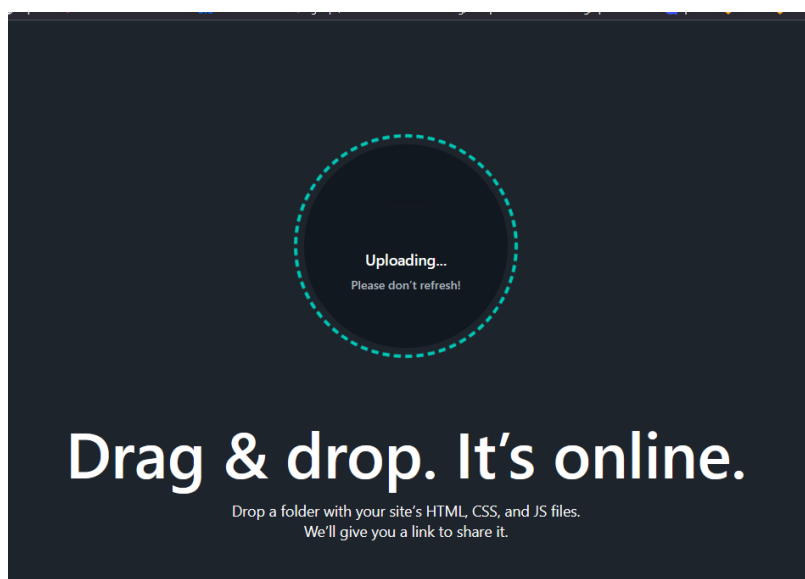 Uploading...
Please don't refresh!
Drag & drop. It's online.
Drop a folder with your site's HTML, CSS, and JS files.
We'll give you a link to share it.